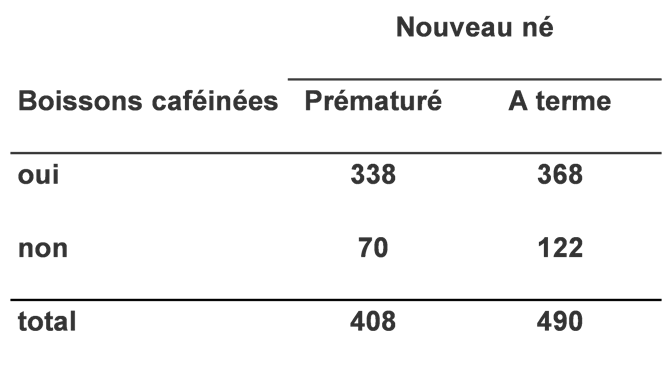 Nouveau né
Boissons caféinées Prématuré A terme
oui 338 368
non 70 122
total 408 490